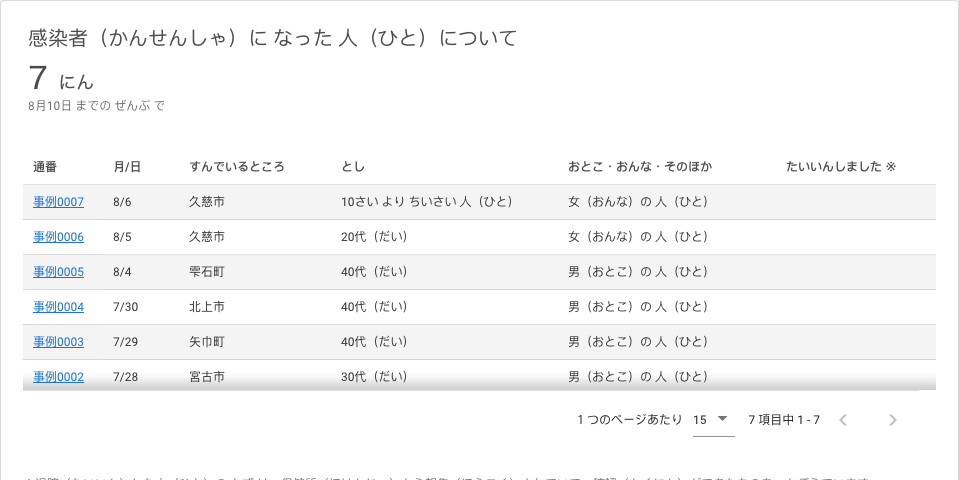 感染者（かんせんしゃ）に なった 人（ひと）について
7 にん
8月10日 までの ぜんぶ で
通番 月/日 すんでいるところ とし おとこ・おんな・そのほか たいいんしました ※
事例0007 8/6 久慈市 10さい より ちいさい 人（ひと） 女（おんな）の 人（ひと）
事例0006 8/5 久慈市 20代（だい） 女（おんな）の 人（ひと）
事例0005 8/4 雫石町 40代（だい） 男（おとこ）の 人（ひと）
事例0004 7/30 北上市 40代（だい） 男（おとこ）の 人（ひと）
事例0003 7/29 矢巾町 40代（だい） 男（おとこ）の 人（ひと）
事例0002 7/28 宮古市 30代（だい） 男（おとこ）の 人（ひと）
1 つのページあたり 15 7 項目中 1 - 7